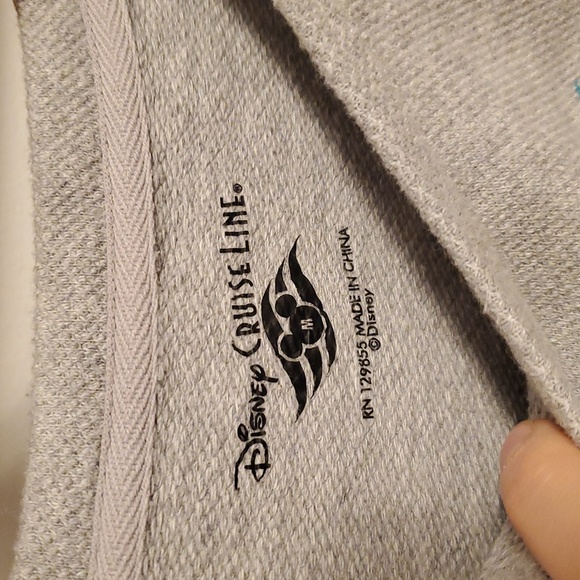 Disney Cruise Line®
M
RN 129855 MADE IN CHINA
©Disney